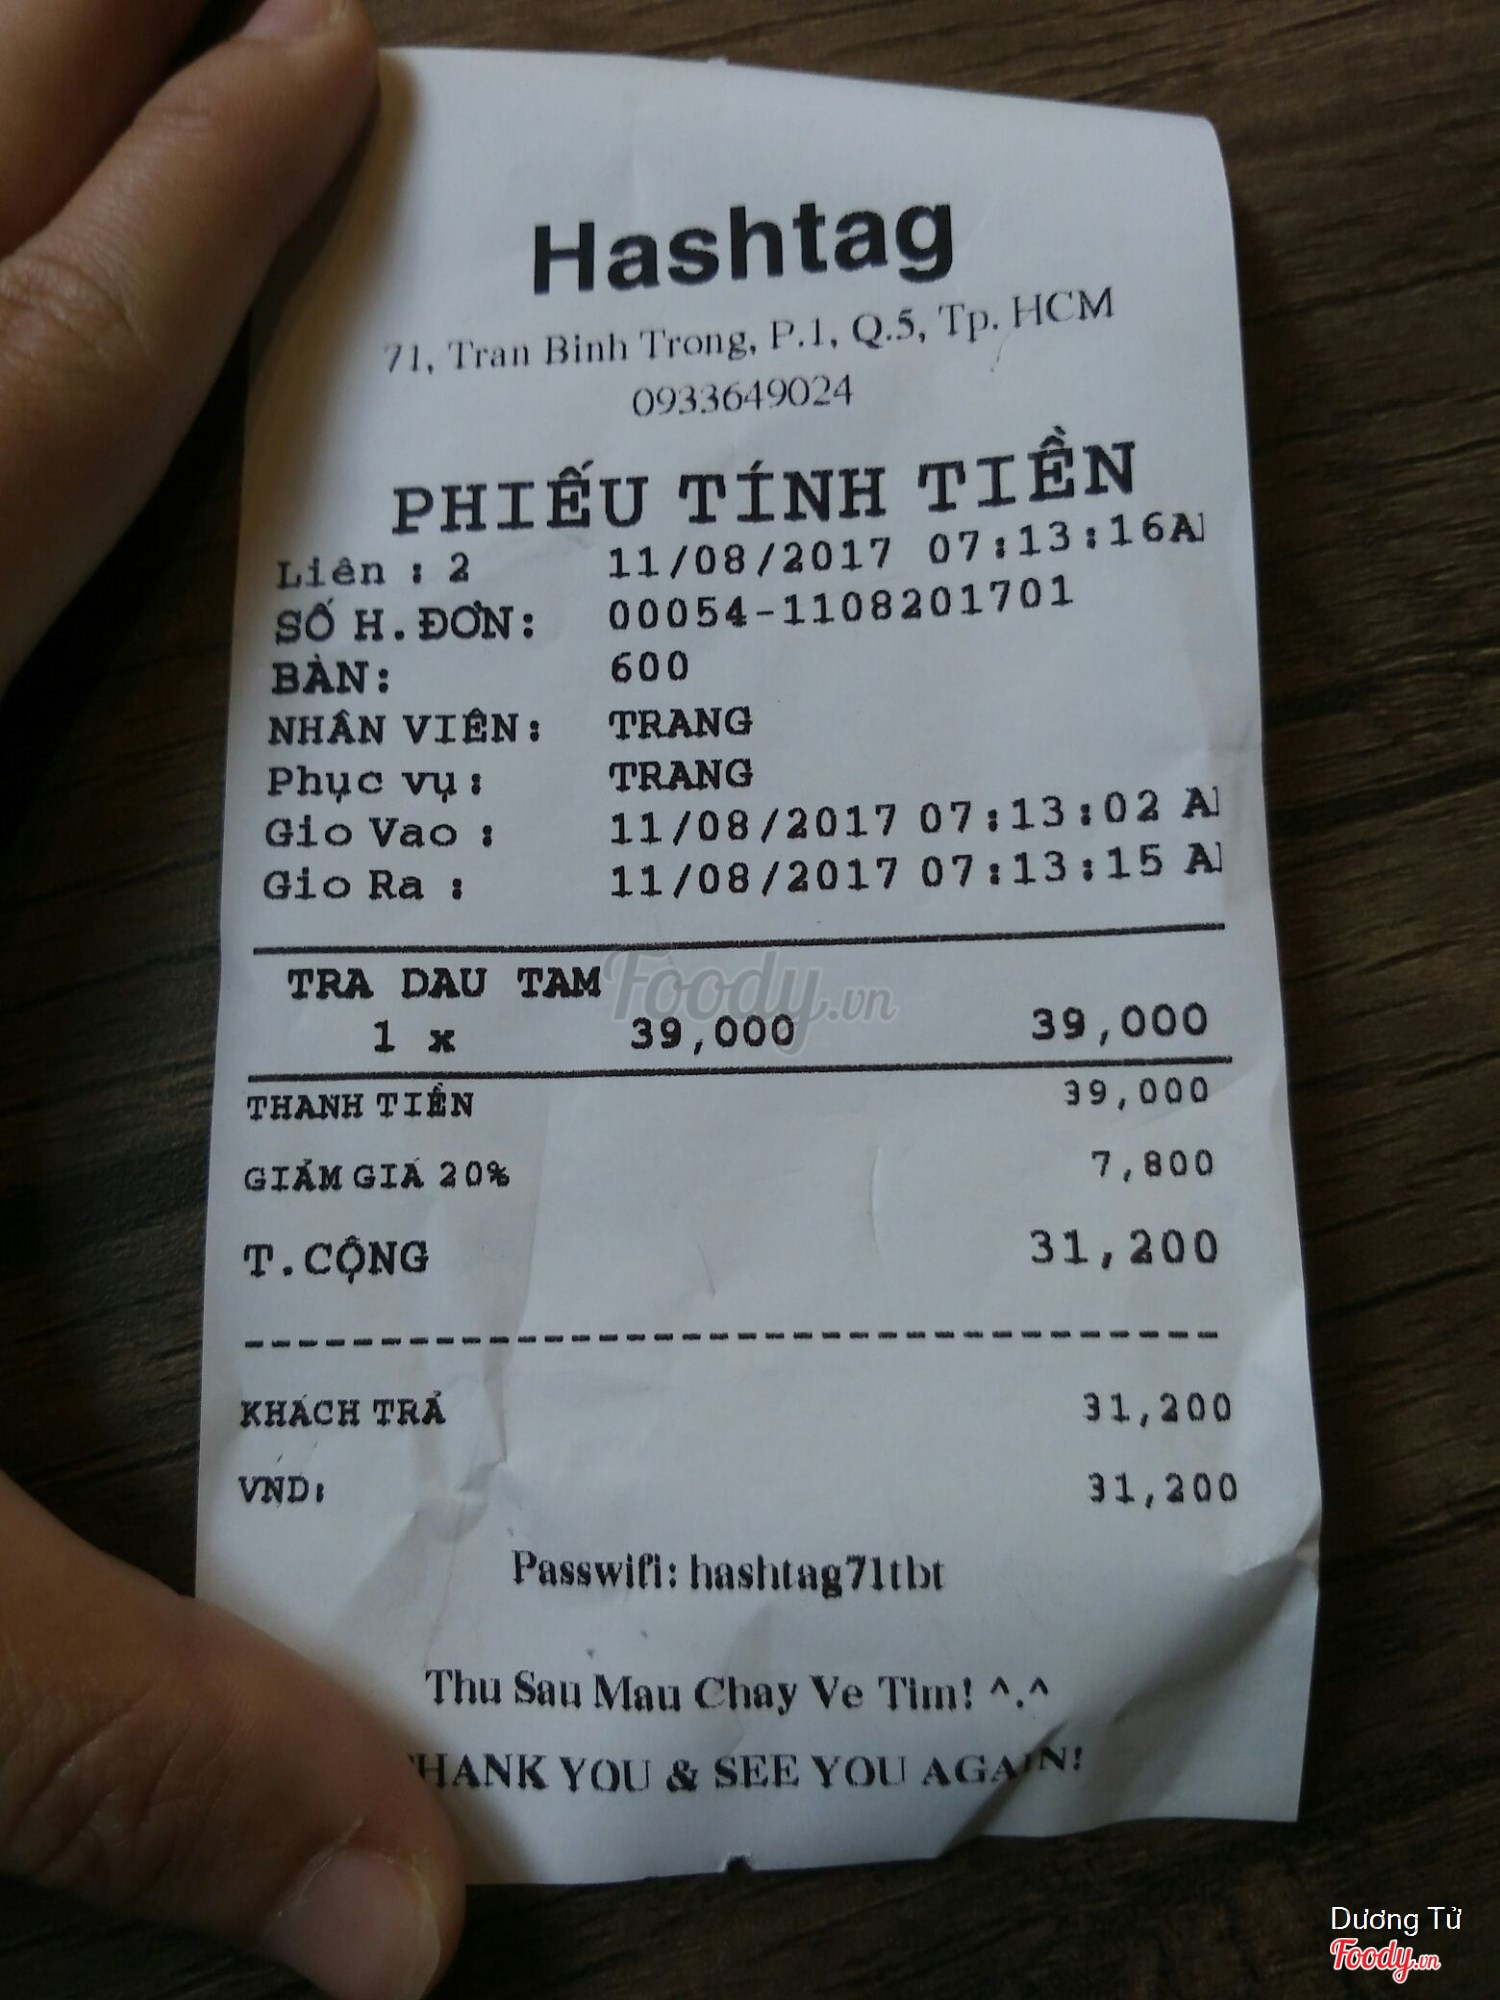 Hashtag
71, Tran Binh Trong, P.1, Q.5, Tp. HCM
0933649024
PHIẾU TÍNH TIỀN
Liên : 2 11/08/2017 07:13:16A
SỐ H.ĐƠN: 00054-1108201701
BÀN: 600
NHÂN VIÊN: TRANG
Phục vụ: TRANG
Gio Vao : 11/08/2017 07:13:02 A
Gio Ra : 11/08/2017 07:13:15 A
TRA DAU TAM
1 x 39,000 39,000
THANH TIỀN 39,000
GIẢM GIÁ 20% 7,800
T.CỘNG 31,200
KHÁCH TRẢ 31,200
VND: 31,200
Passwifi: hashtag71tbt
Thu Sau Mau Chay Ve Tim! ^.^
HANK YOU & SEE YOU AGAIN!
Foody.vn
Dương Tử
Foody.vn